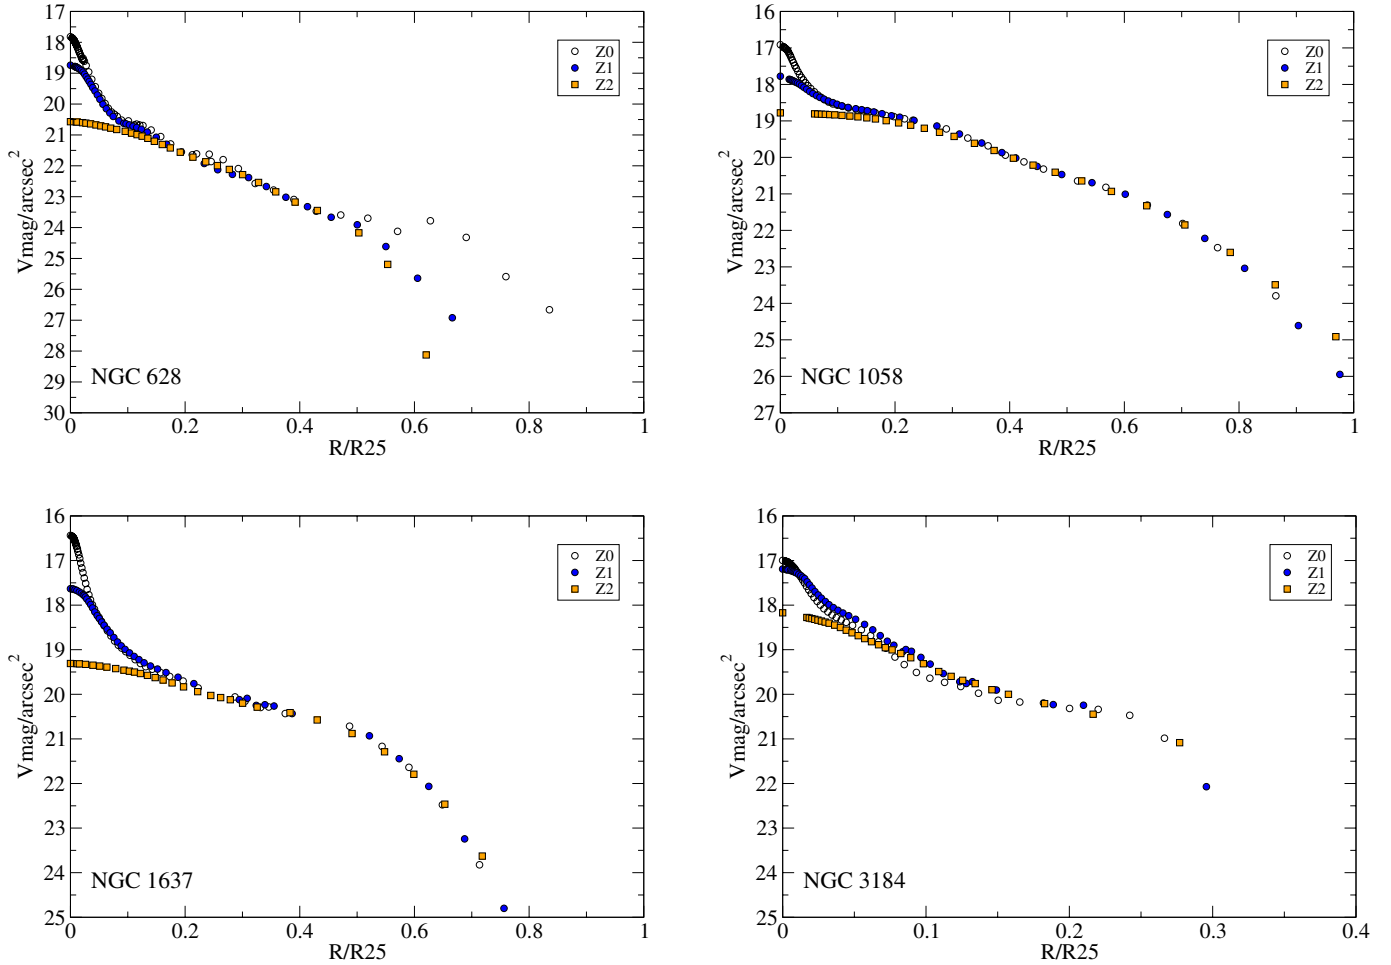 17
18
19
20
21
22
23
24
25
26
27
28
29
30
Vmag/arcsec2
Z0
Z1
Z2
NGC 628
0 0.2 0.4 0.6 0.8 1
R/R25
16
17
18
19
20
21
22
23
24
25
26
27
Vmag/arcsec2
Z0
Z1
Z2
NGC 1058
0 0.2 0.4 0.6 0.8 1
R/R25
16
17
18
19
20
21
22
23
24
25
Vmag/arcsec2
Z0
Z1
Z2
NGC 1637
0 0.2 0.4 0.6 0.8 1
R/R25
16
17
18
19
20
21
22
23
24
25
Vmag/arcsec2
Z0
Z1
Z2
NGC 3184
0 0.1 0.2 0.3 0.4
R/R25